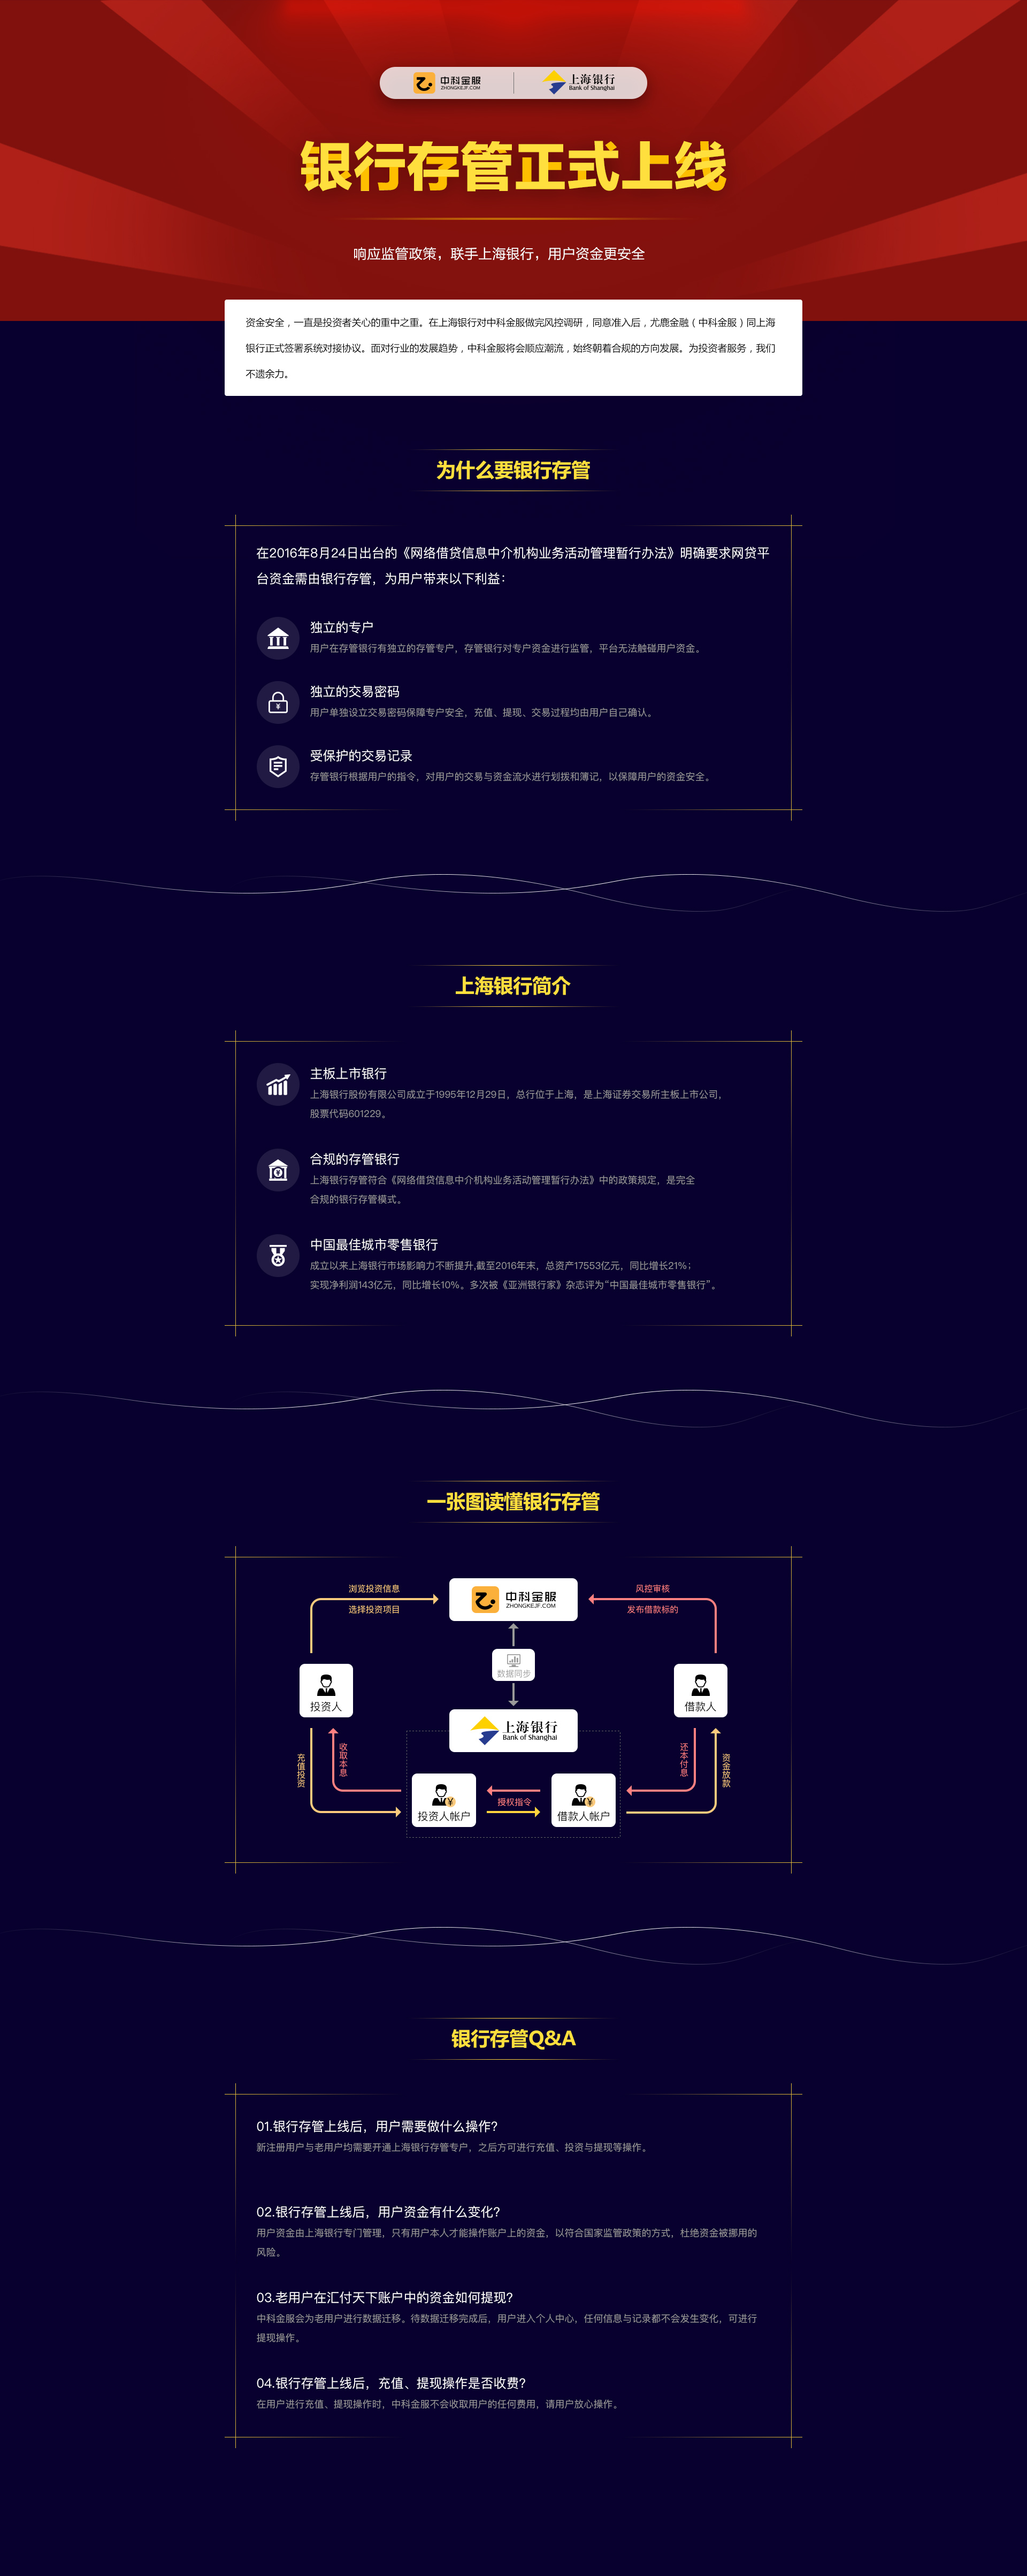 中科金服
ZHONGKEJF.COM
上海银行
Bank of Shanghai
银行存管正式上线
响应监管政策，联手上海银行，用户资金更安全
资金安全，一直是投资者关心的重中之重。在上海银行对中科金服做完风控调研，同意准入后，尤鹿金融（中科金服）同上海
银行正式签署系统对接协议。面对行业的发展趋势，中科金服将会顺应潮流，始终朝着合规的方向发展。为投资者服务，我们
不遗余力。
为什么要银行存管
在2016年8月24日出台的《网络借贷信息中介机构业务活动管理暂行办法》明确要求网贷平
台资金需由银行存管，为用户带来以下利益：
独立的专户
用户在存管银行有独立的存管专户，存管银行对专户资金进行监管，平台无法触碰用户资金。
独立的交易密码
用户单独设立交易密码保障专户安全，充值、提现、交易过程均由用户自己确认。
受保护的交易记录
存管银行根据用户的指令，对用户的交易与资金流水进行划拨和簿记，以保障用户的资金安全。
上海银行简介
主板上市银行
上海银行股份有限公司成立于1995年12月29日，总行位于上海，是上海证券交易所主板上市公司，
股票代码601229。
合规的存管银行
上海银行存管符合《网络借贷信息中介机构业务活动管理暂行办法》中的政策规定，是完全
合规的银行存管模式。
中国最佳城市零售银行
成立以来上海银行市场影响力不断提升,截至2016年末，总资产17553亿元，同比增长21%；
实现净利润143亿元，同比增长10%。多次被《亚洲银行家》杂志评为“中国最佳城市零售银行”。
一张图读懂银行存管
浏览投资信息
选择投资项目
中科金服
ZHONGKEJF.COM
风控审核
发布借款标的
数据同步
投资人
借款人
上海银行
Bank of Shanghai
充值投资
收取本息
还本付息
资金放款
投资人帐户
授权指令
借款人帐户
银行存管Q&A
01.银行存管上线后，用户需要做什么操作?
新注册用户与老用户均需要开通上海银行存管专户，之后方可进行充值、投资与提现等操作。
02.银行存管上线后，用户资金有什么变化?
用户资金由上海银行专门管理，只有用户本人才能操作账户上的资金，以符合国家监管政策的方式，杜绝资金被挪用的
风险。
03.老用户在汇付天下账户中的资金如何提现?
中科金服会为老用户进行数据迁移。待数据迁移完成后，用户进入个人中心，任何信息与记录都不会发生变化，可进行
提现操作。
04.银行存管上线后，充值、提现操作是否收费?
在用户进行充值、提现操作时，中科金服不会收取用户的任何费用，请用户放心操作。